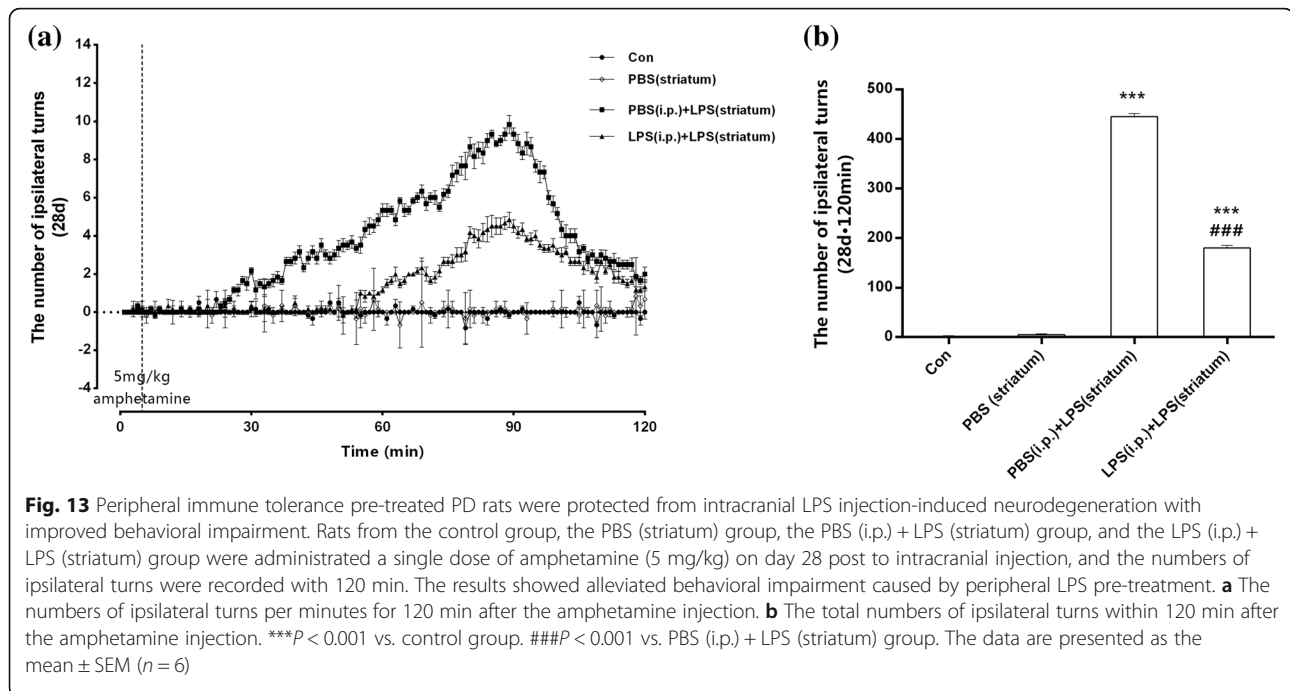 (a)
14
12
10
8
6
4
2
0
-2
-4
The number of ipsilateral turns
(28d)
Con
PBS(striatum)
PBS(i.p.)+LPS(striatum)
LPS(i.p.)+LPS(striatum)
5mg/kg
amphetamine
0
30
60
90
120
Time (min)
(b)
500
400
300
200
100
0
The number of ipsilateral turns
(28d•120min)
***
***
###
Con
PBS (striatum)
PBS(i.p.)+LPS(striatum)
LPS(i.p.)+LPS(striatum)
Fig. 13 Peripheral immune tolerance pre-treated PD rats were protected from intracranial LPS injection-induced neurodegeneration with
improved behavioral impairment. Rats from the control group, the PBS (striatum) group, the PBS (i.p.) + LPS (striatum) group, and the LPS (i.p.) +
LPS (striatum) group were administrated a single dose of amphetamine (5 mg/kg) on day 28 post to intracranial injection, and the numbers of
ipsilateral turns were recorded with 120 min. The results showed alleviated behavioral impairment caused by peripheral LPS pre-treatment. a The
numbers of ipsilateral turns per minutes for 120 min after the amphetamine injection. b The total numbers of ipsilateral turns within 120 min after
the amphetamine injection. ***P < 0.001 vs. control group. ###P < 0.001 vs. PBS (i.p.) + LPS (striatum) group. The data are presented as the
mean ± SEM (n = 6)